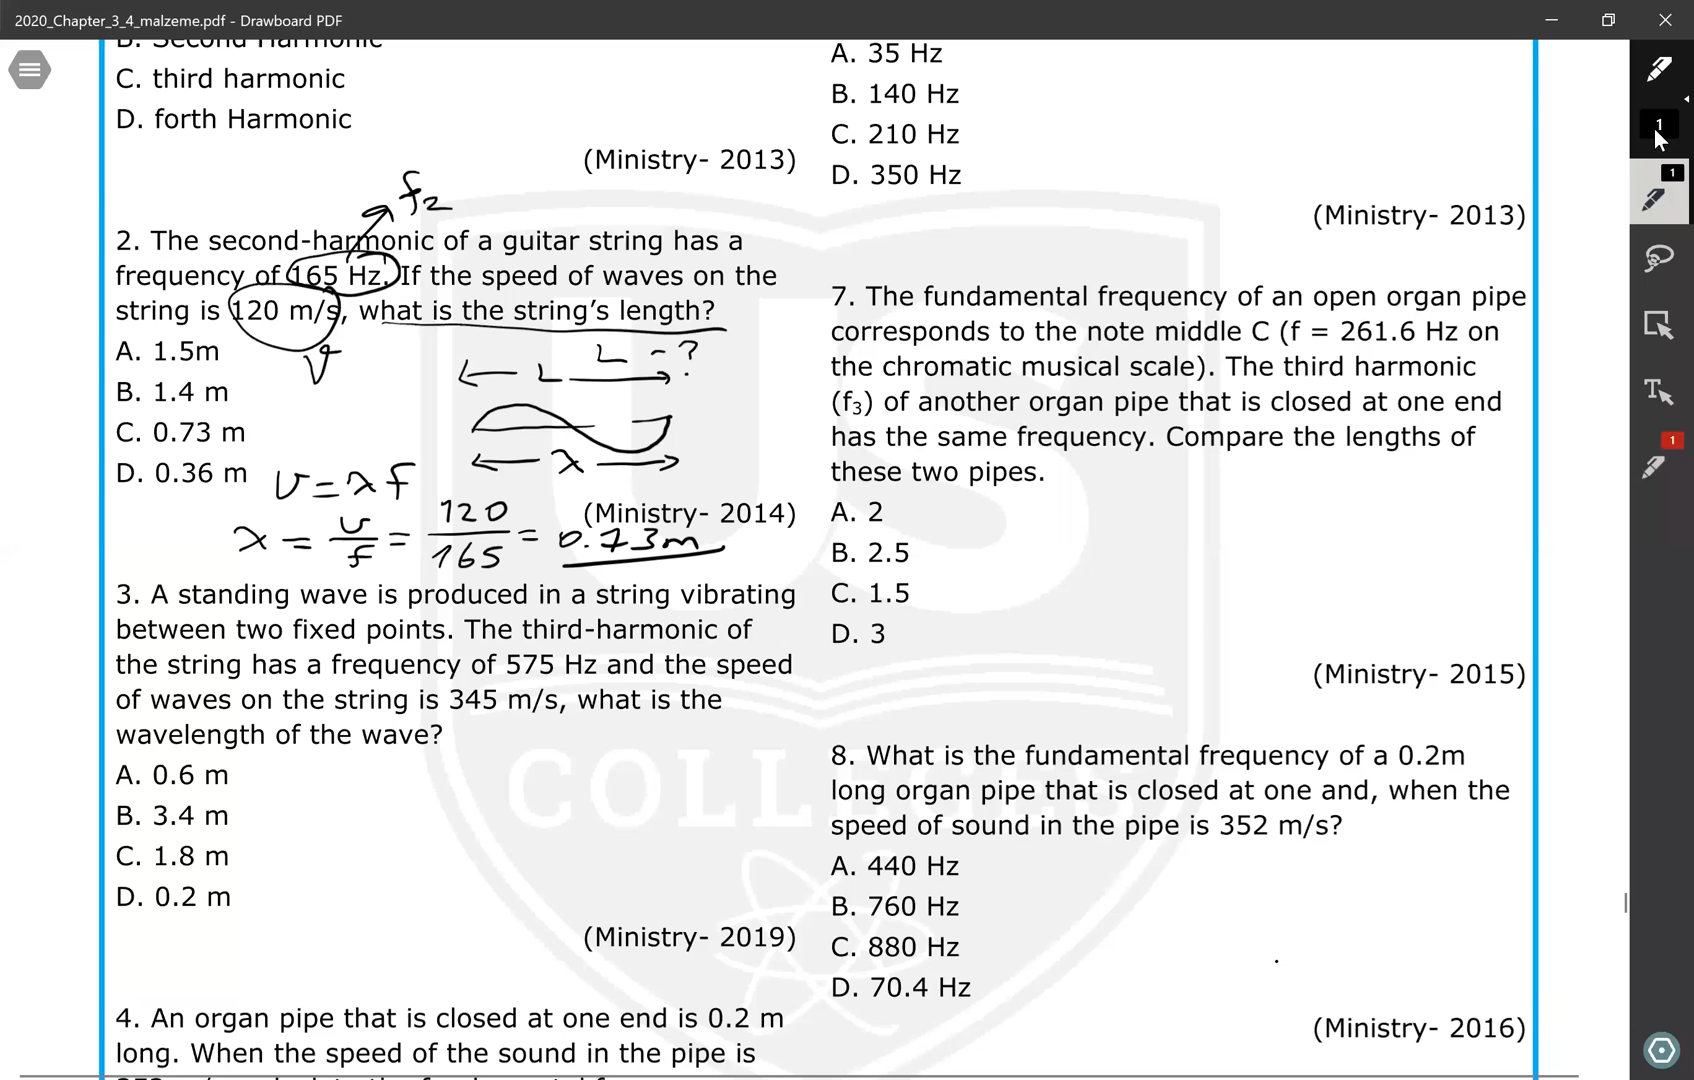 2020_Chapter_3_4_malzeme.pdf - Drawboard PDF
B. Second Harmonic
C. third harmonic
D. forth Harmonic
(Ministry- 2013)
f2
2. The second-harmonic of a guitar string has a
frequency of 165 Hz. If the speed of waves on the
string is 120 m/s, what is the string's length?
A. 1.5m
B. 1.4 m
C. 0.73 m
D. 0.36 m
v
L = ?
L
λ
v = λ f
(Ministry- 2014)
λ = v/f = 120/165 = 0.73m
3. A standing wave is produced in a string vibrating
between two fixed points. The third-harmonic of
the string has a frequency of 575 Hz and the speed
of waves on the string is 345 m/s, what is the
wavelength of the wave?
A. 0.6 m
B. 3.4 m
C. 1.8 m
D. 0.2 m
(Ministry- 2019)
4. An organ pipe that is closed at one end is 0.2 m
long. When the speed of the sound in the pipe is
A. 35 Hz
B. 140 Hz
C. 210 Hz
D. 350 Hz
(Ministry- 2013)
7. The fundamental frequency of an open organ pipe
corresponds to the note middle C (f = 261.6 Hz on
the chromatic musical scale). The third harmonic
(f3) of another organ pipe that is closed at one end
has the same frequency. Compare the lengths of
these two pipes.
A. 2
B. 2.5
C. 1.5
D. 3
(Ministry- 2015)
8. What is the fundamental frequency of a 0.2m
long organ pipe that is closed at one and, when the
speed of sound in the pipe is 352 m/s?
A. 440 Hz
B. 760 Hz
C. 880 Hz
D. 70.4 Hz
(Ministry- 2016)
US
COLLEGES
1
1
1